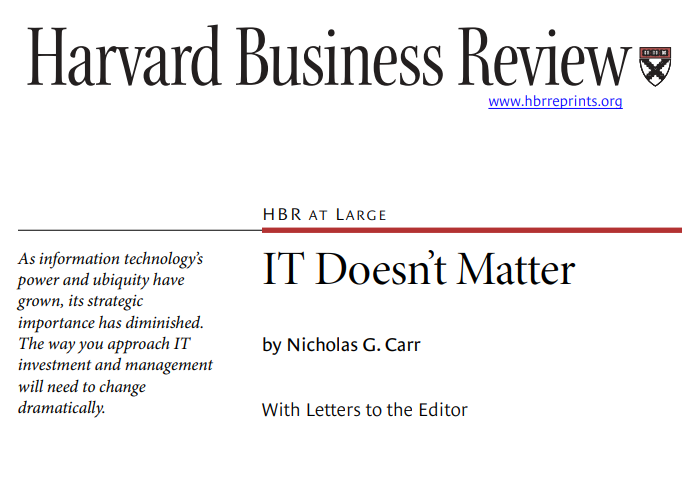 Harvard Business Review
www.hbrreprints.org
HBR AT LARGE
As information technology's
power and ubiquity have
grown, its strategic
importance has diminished.
The way you approach IT
investment and management
will need to change
dramatically.
IT Doesn't Matter
by Nicholas G. Carr
With Letters to the Editor